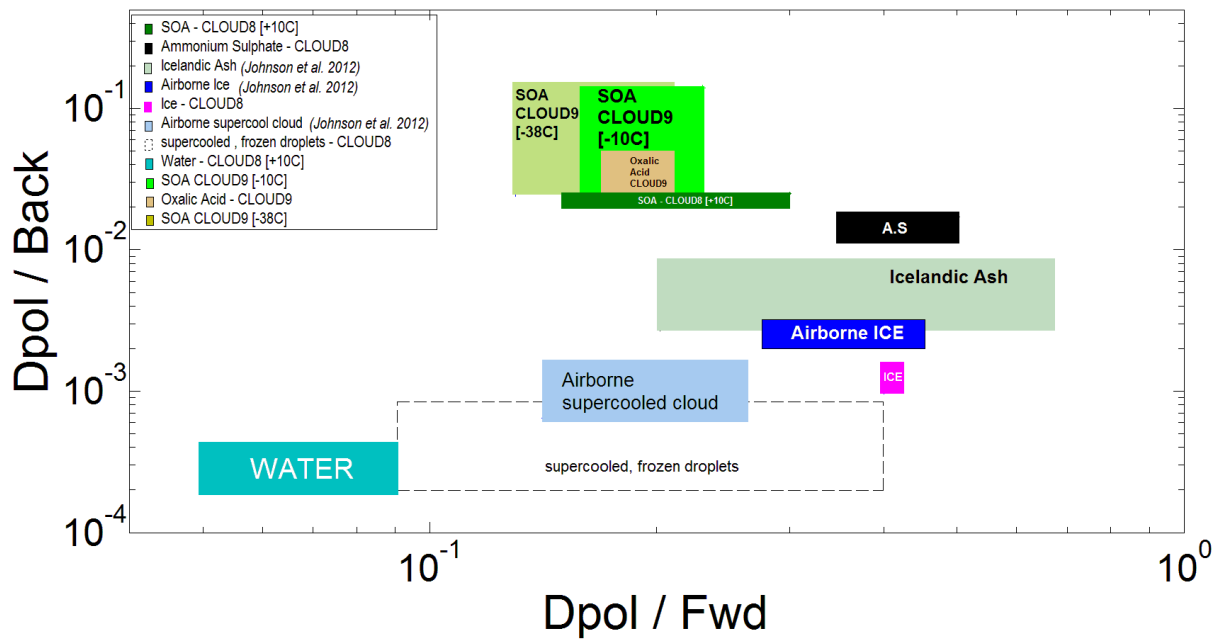 SOA - CLOUD8 [+10C]
Ammonium Sulphate - CLOUD8
Icelandic Ash (Johnson et al. 2012)
Airborne Ice (Johnson et al. 2012)
Ice - CLOUD8
Airborne supercool cloud (Johnson et al. 2012)
supercooled , frozen droplets - CLOUD8
Water - CLOUD8 [+10C]
SOA CLOUD9 [-10C]
Oxalic Acid - CLOUD9
SOA CLOUD9 [-38C]
Dpol / Back
10^-1
10^-2
10^-3
10^-4
SOA
CLOUD9
[-38C]
SOA
CLOUD9
[-10C]
Oxalic
Acid
CLOUD9
SOA - CLOUD8 [+10C]
A.S
Icelandic Ash
Airborne ICE
ICE
Airborne
supercooled cloud
supercooled, frozen droplets
WATER
10^-1
10^0
Dpol / Fwd